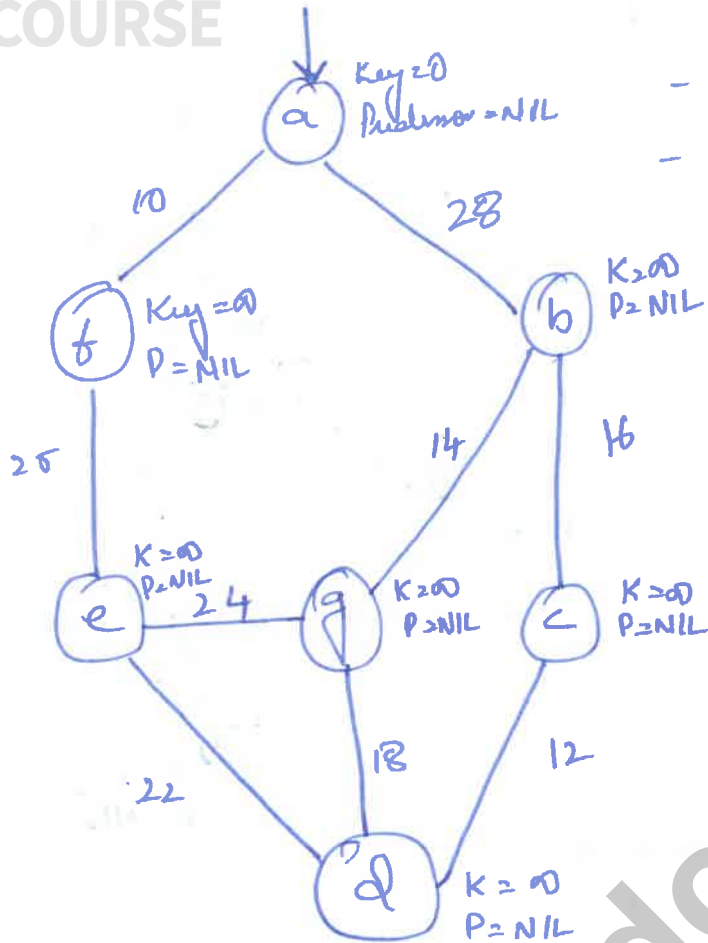 COURSE
Key=0
a
Predecessor=NIL
10
28
K=∞
P=NIL
b
Key=∞
P=NIL
f
14
16
25
K=∞
P=NIL
e
24
g
K=∞
P=NIL
c
K=∞
P=NIL
18
12
22
d
K=∞
P=NIL